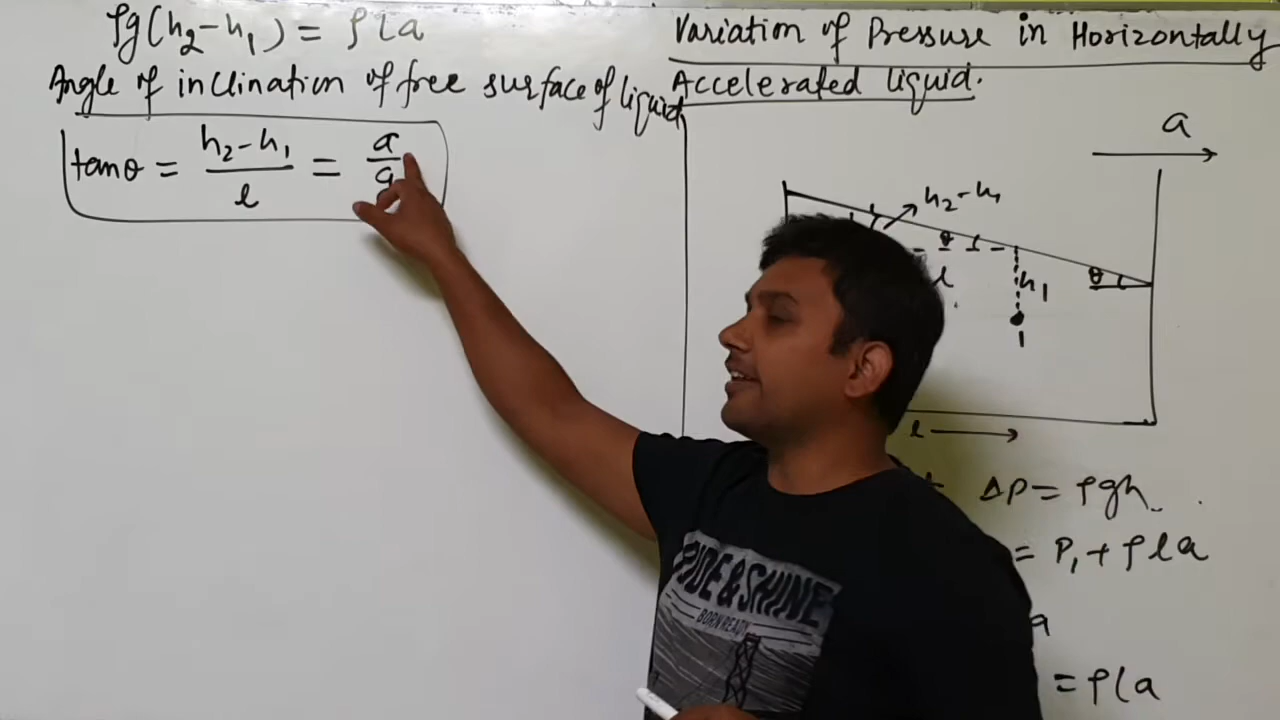 ρg(h₂-h₁) = ρla
Angle of inclination of free surface of liquid
tanθ = (h₂-h₁)/l = a/g
Variation of Pressure in Horizontally
Accelerated liquid.
a
h₂-h₁
θ
l
h₁
θ
1
l
ΔP = ρgh
= P₁ + ρla
a
= ρla
RIDE & SHINE
BORN READY